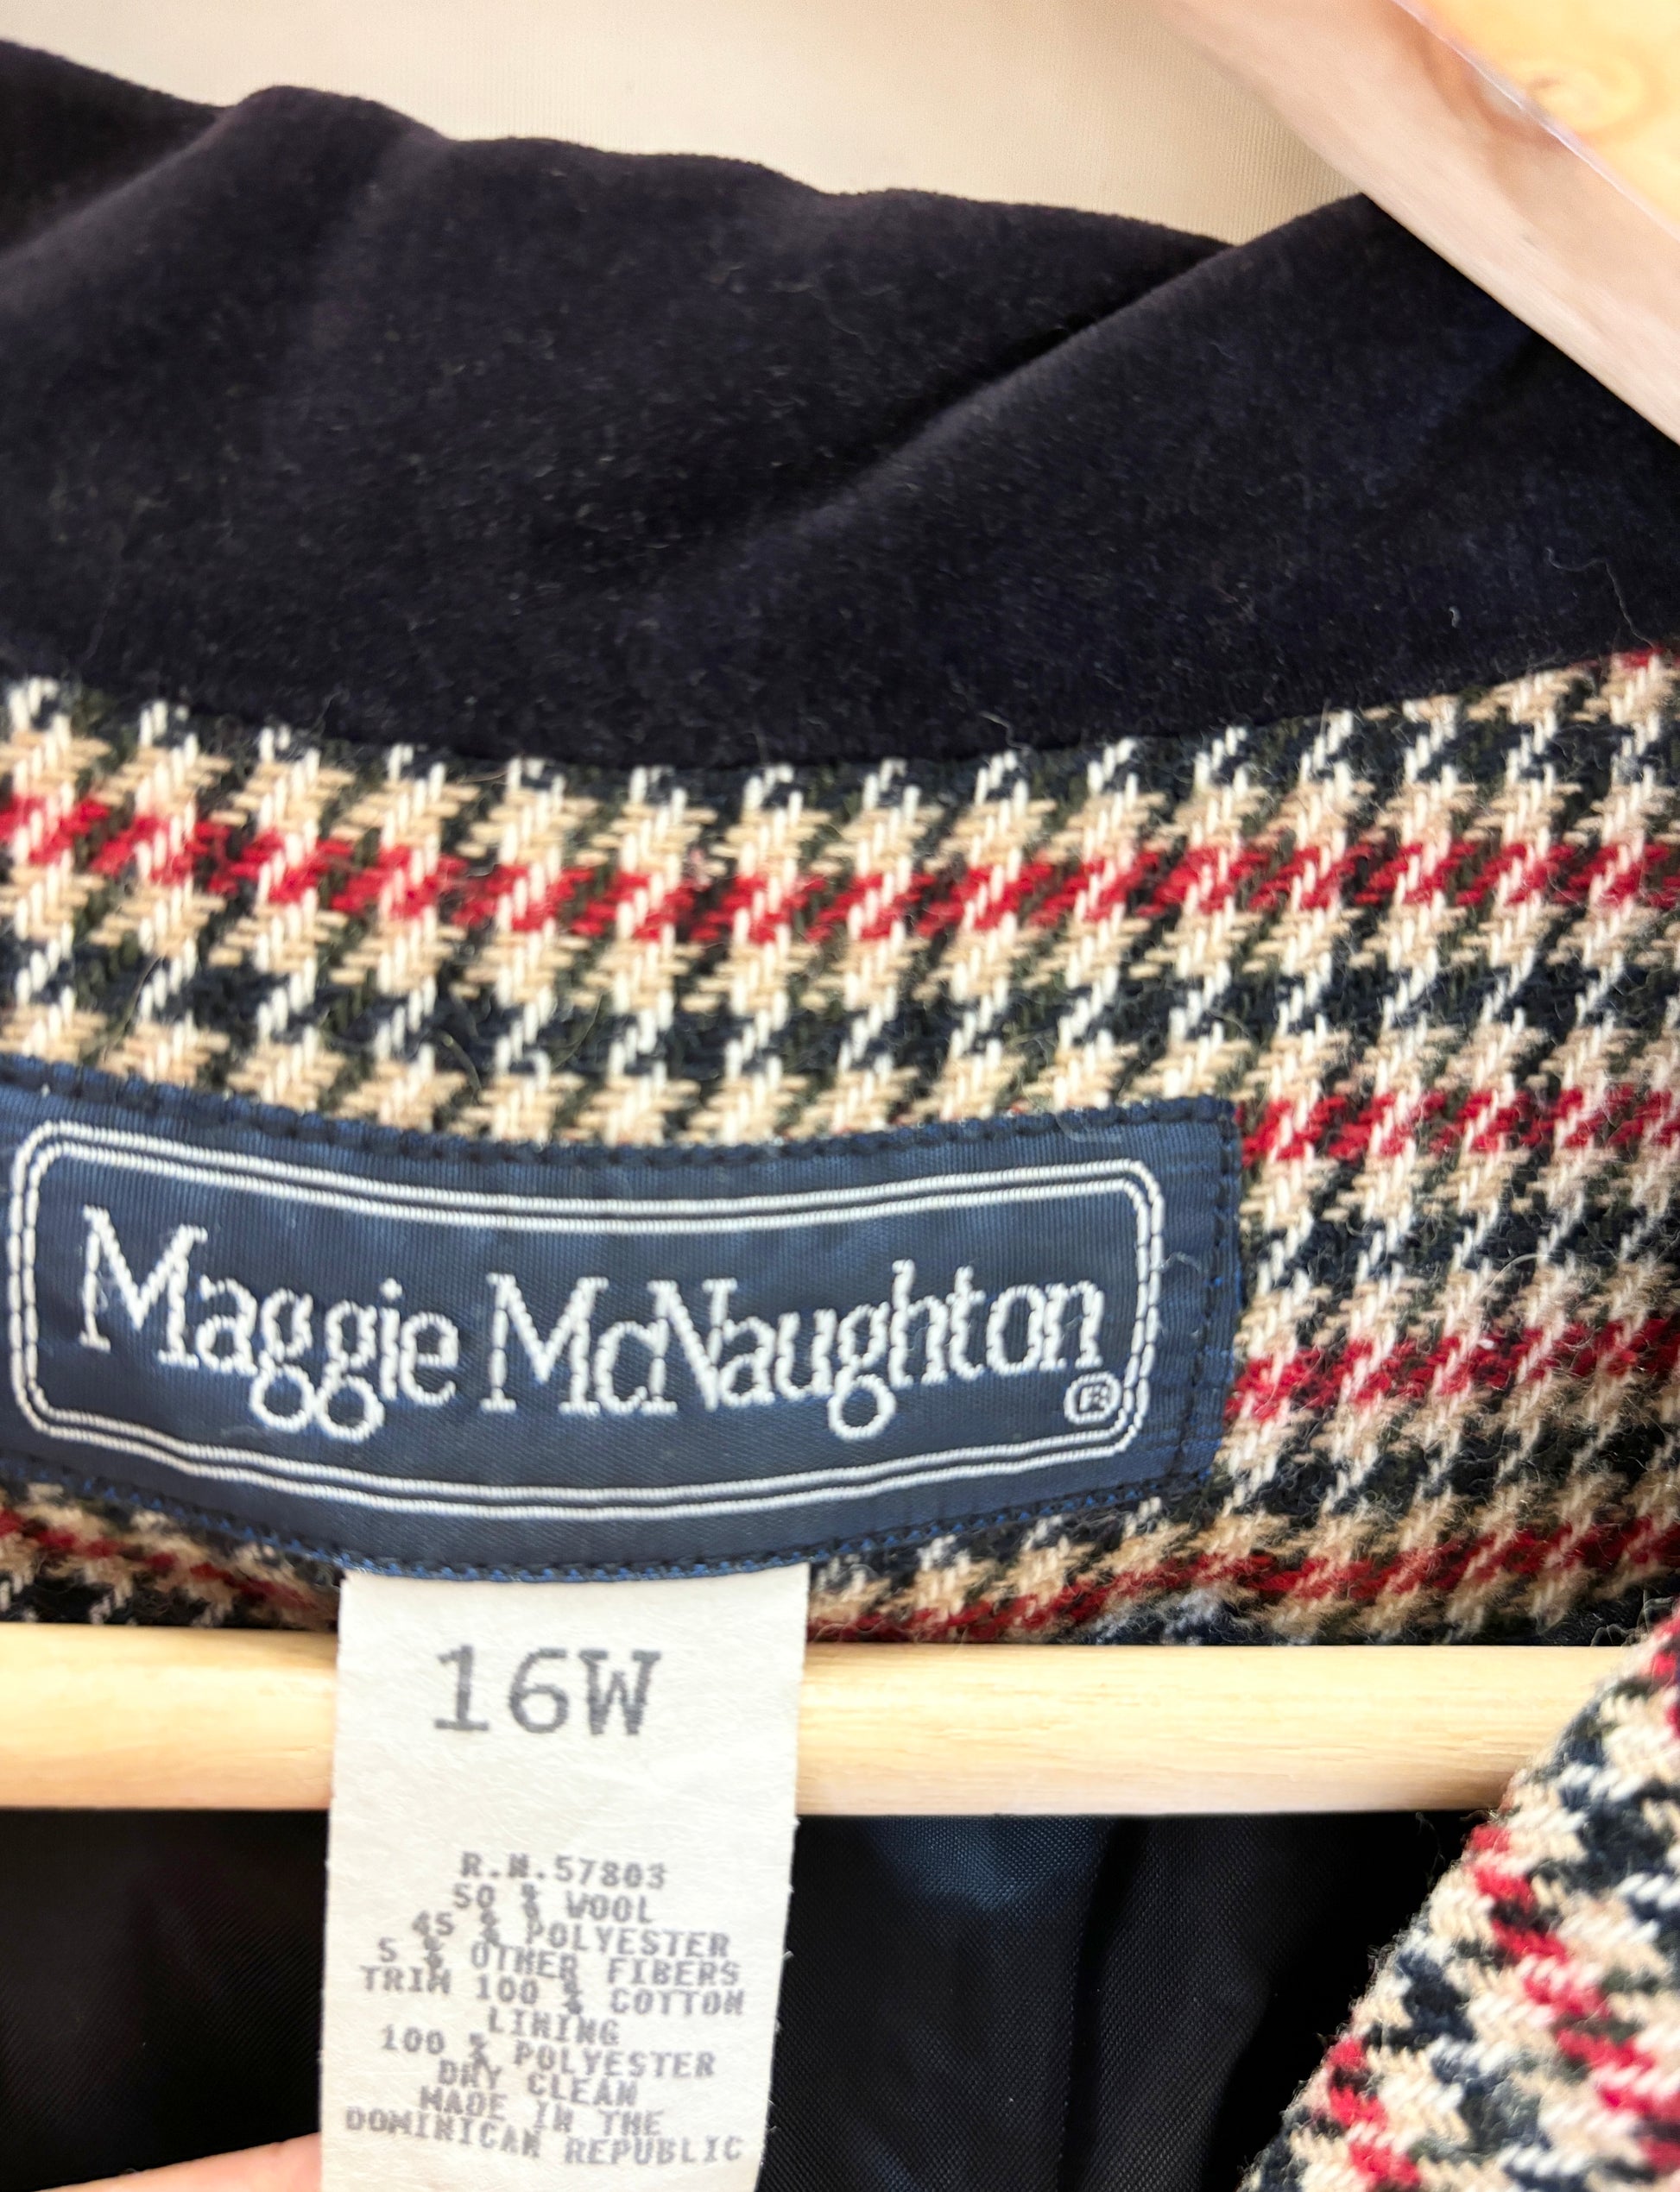 Maggie McNaughton
®
16W
R.N.57803
50 % WOOL
45 % POLYESTER
5 % OTHER FIBERS
TRIM 100 % COTTON
LINING
100 % POLYESTER
DRY CLEAN
MADE IN THE
DOMINICAN REPUBLIC